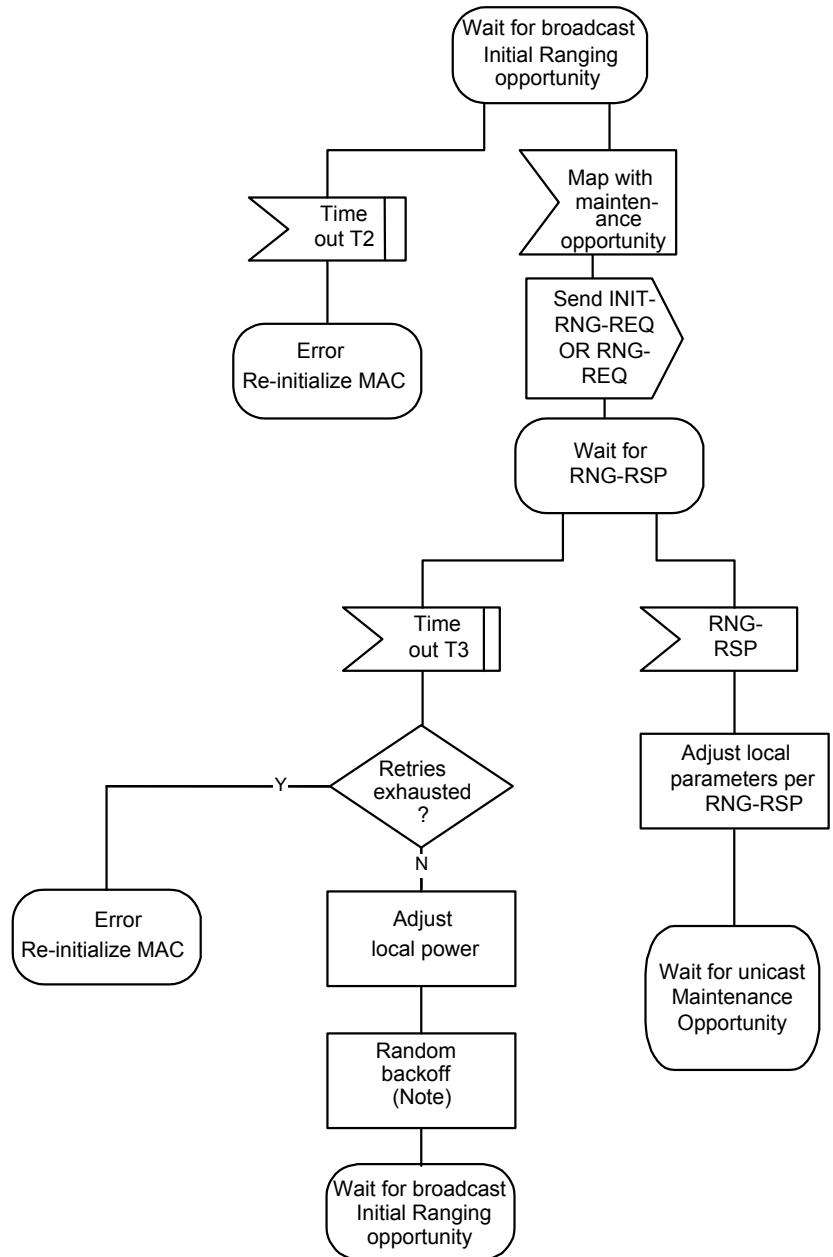 Wait for broadcast
Initial Ranging
opportunity
Time
out T2
Map with
mainten-
ance
opportunity
Error
Re-initialize MAC
Send INIT-
RNG-REQ
OR RNG-
REQ
Wait for
RNG-RSP
Time
out T3
RNG-
RSP
Retries
exhausted
?
Y
N
Adjust local
parameters per
RNG-RSP
Error
Re-initialize MAC
Adjust
local power
Wait for unicast
Maintenance
Opportunity
Random
backoff
(Note)
Wait for broadcast
Initial Ranging
opportunity